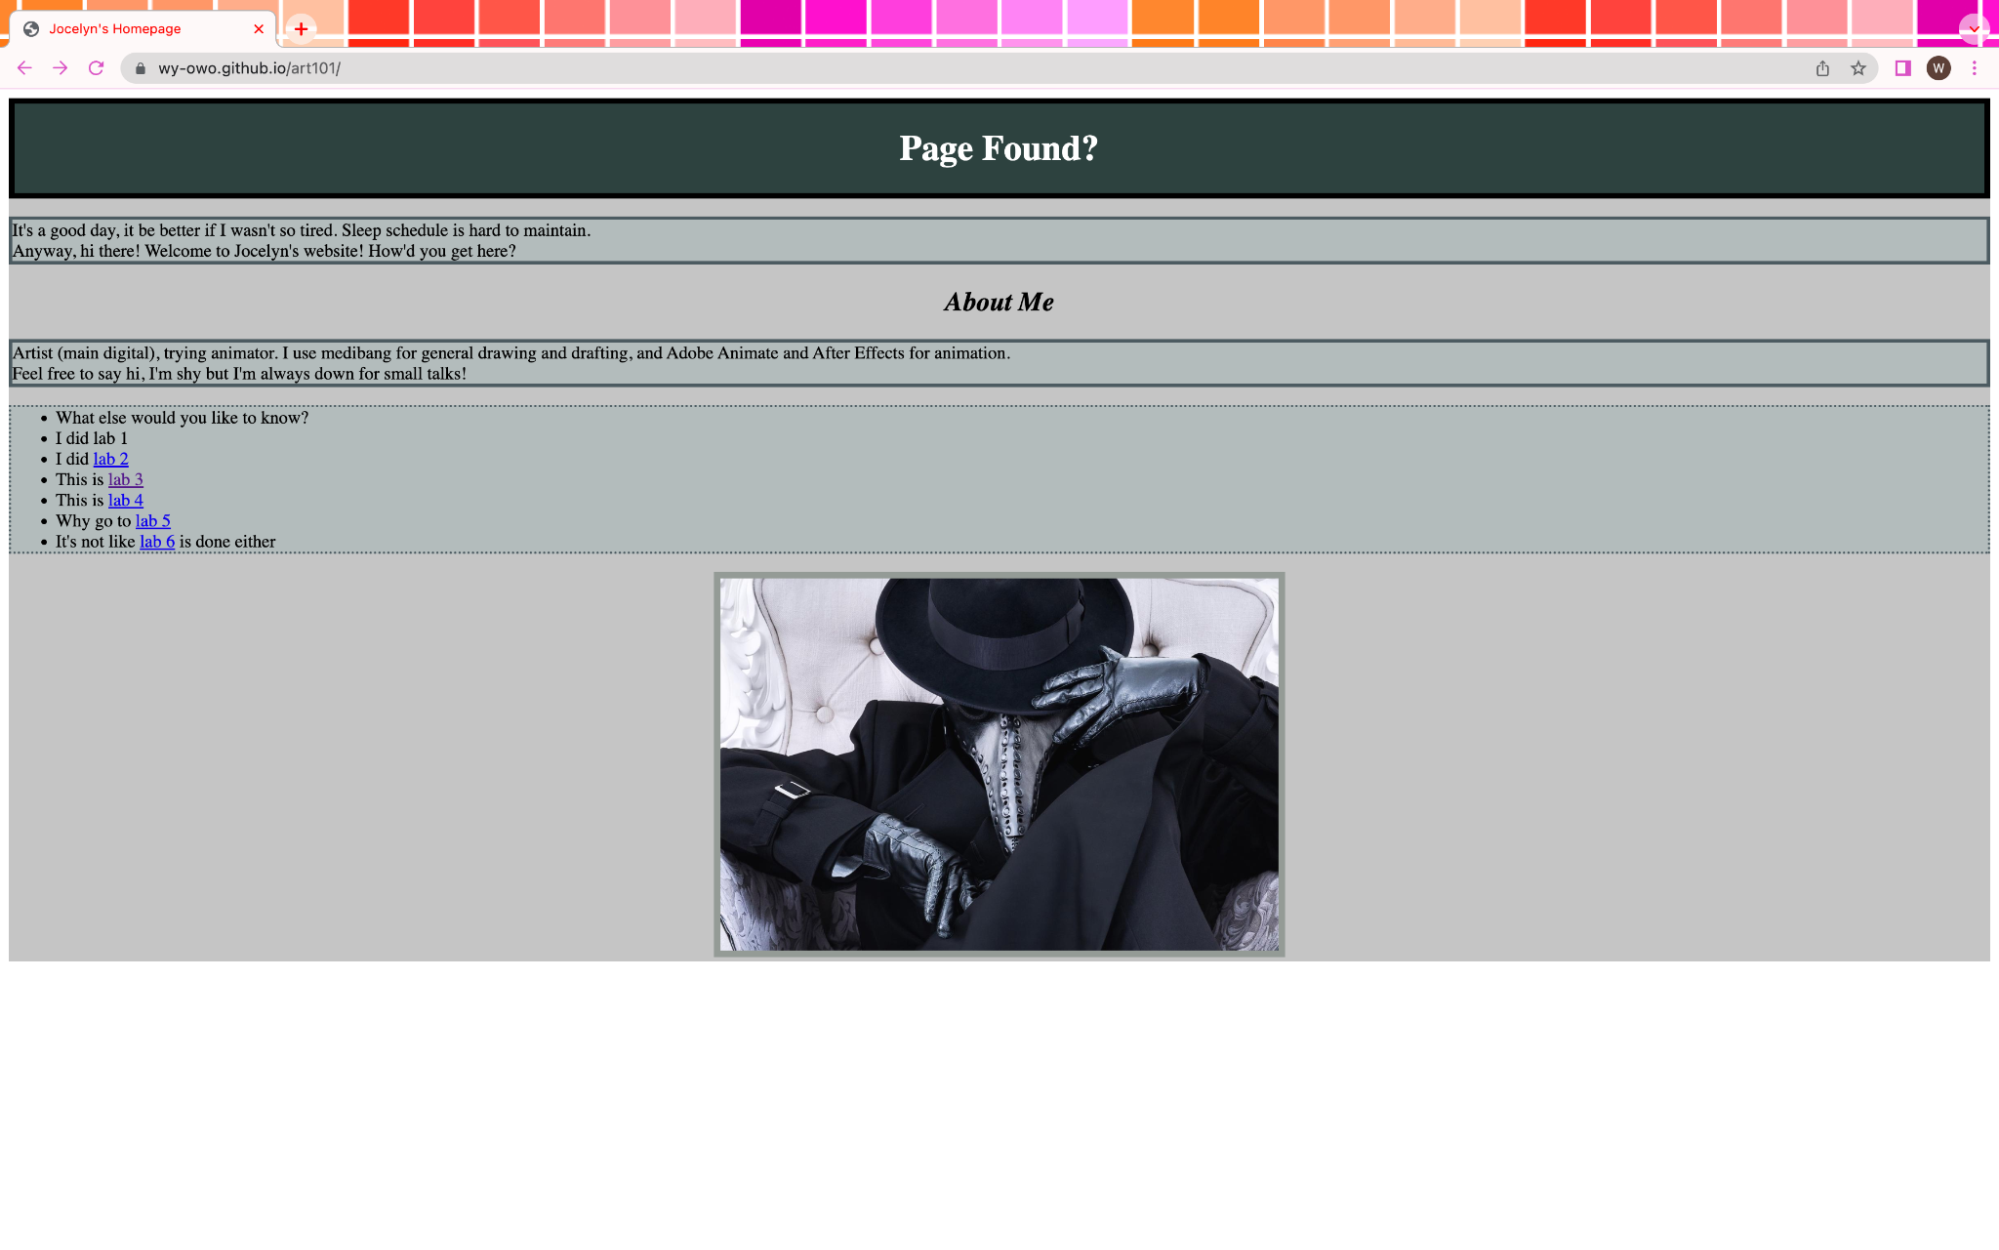 Jocelyn's Homepage
wy-owo.github.io/art101/
W
Page Found?
It's a good day, it be better if I wasn't so tired. Sleep schedule is hard to maintain.
Anyway, hi there! Welcome to Jocelyn's website! How'd you get here?
About Me
Artist (main digital), trying animator. I use medibang for general drawing and drafting, and Adobe Animate and After Effects for animation.
Feel free to say hi, I'm shy but I'm always down for small talks!
What else would you like to know?
I did lab 1
I did lab 2
This is lab 3
This is lab 4
Why go to lab 5
It's not like lab 6 is done either